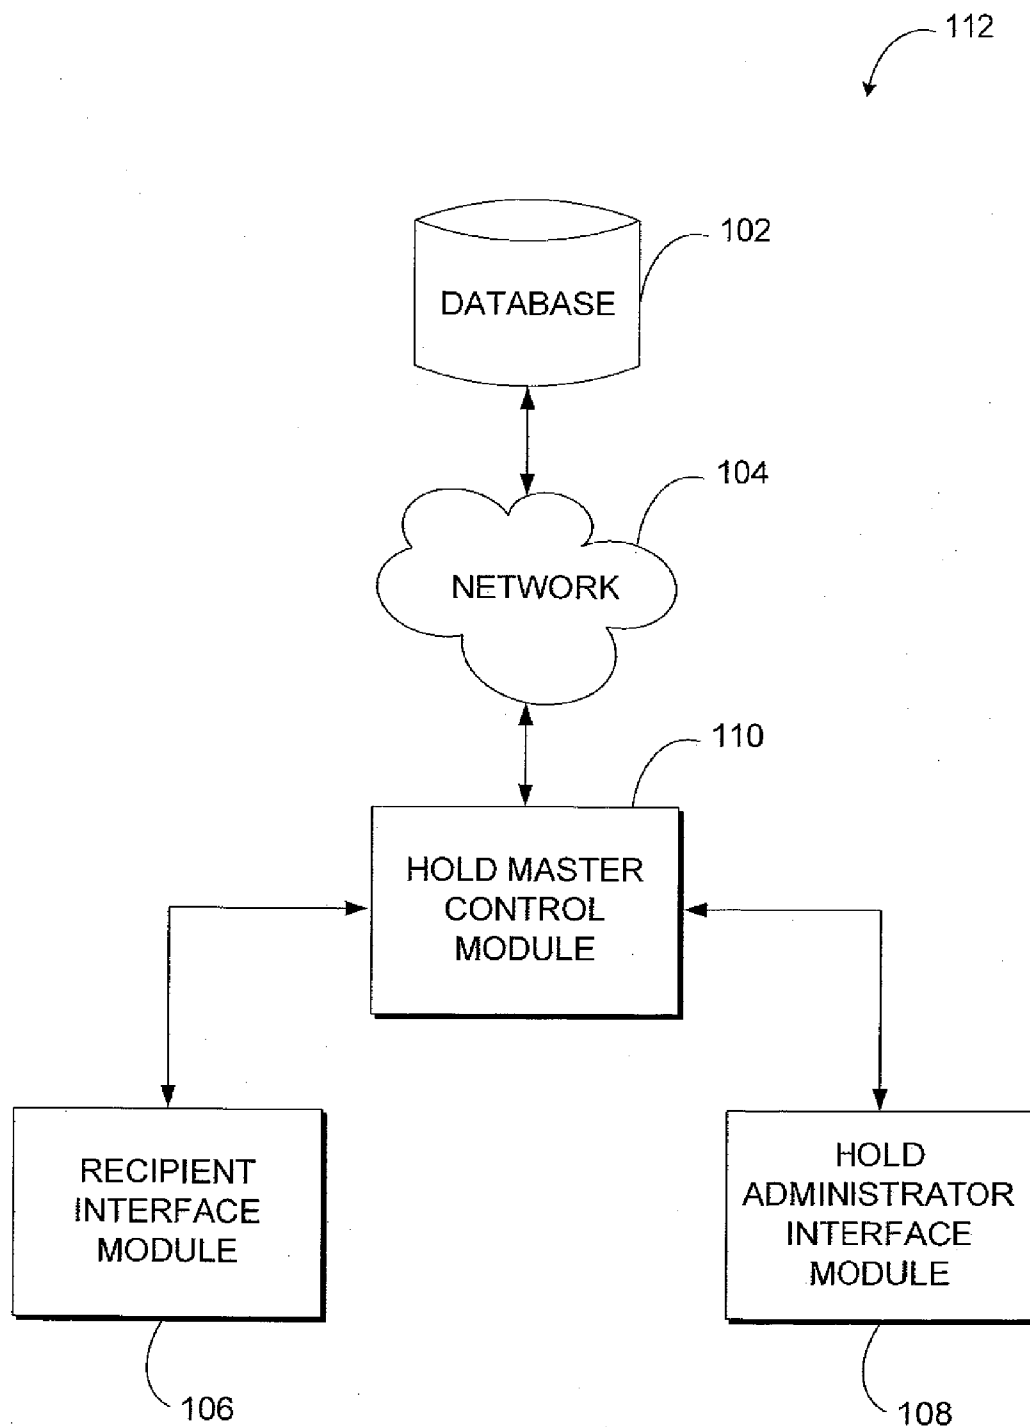 112
102
DATABASE
104
NETWORK
110
HOLD MASTER
CONTROL
MODULE
RECIPIENT
INTERFACE
MODULE
HOLD
ADMINISTRATOR
INTERFACE
MODULE
106
108